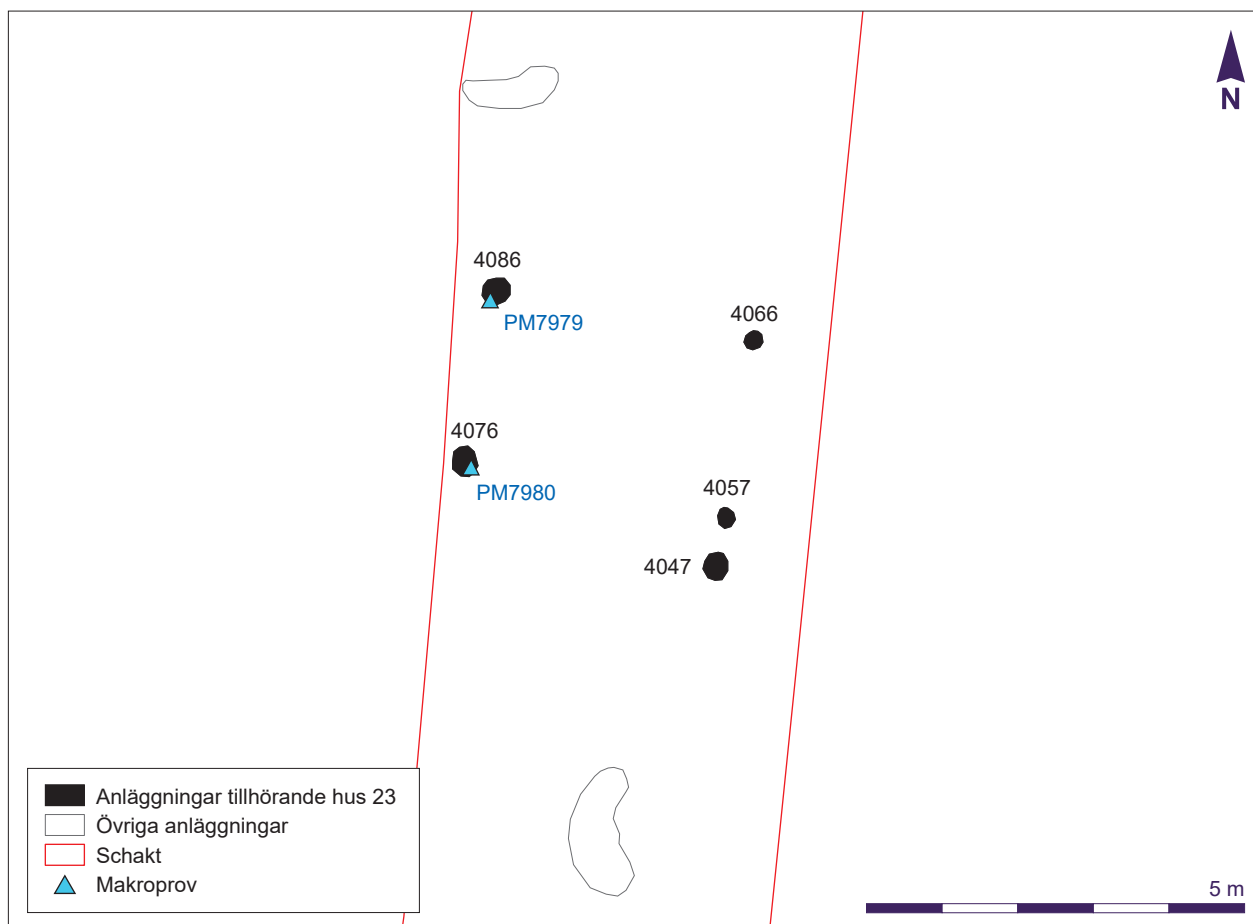 N
4086
PM7979
4066
4076
PM7980
4057
4047
Anläggningar tillhörande hus 23
Övriga anläggningar
Schakt
Makroprov
5 m